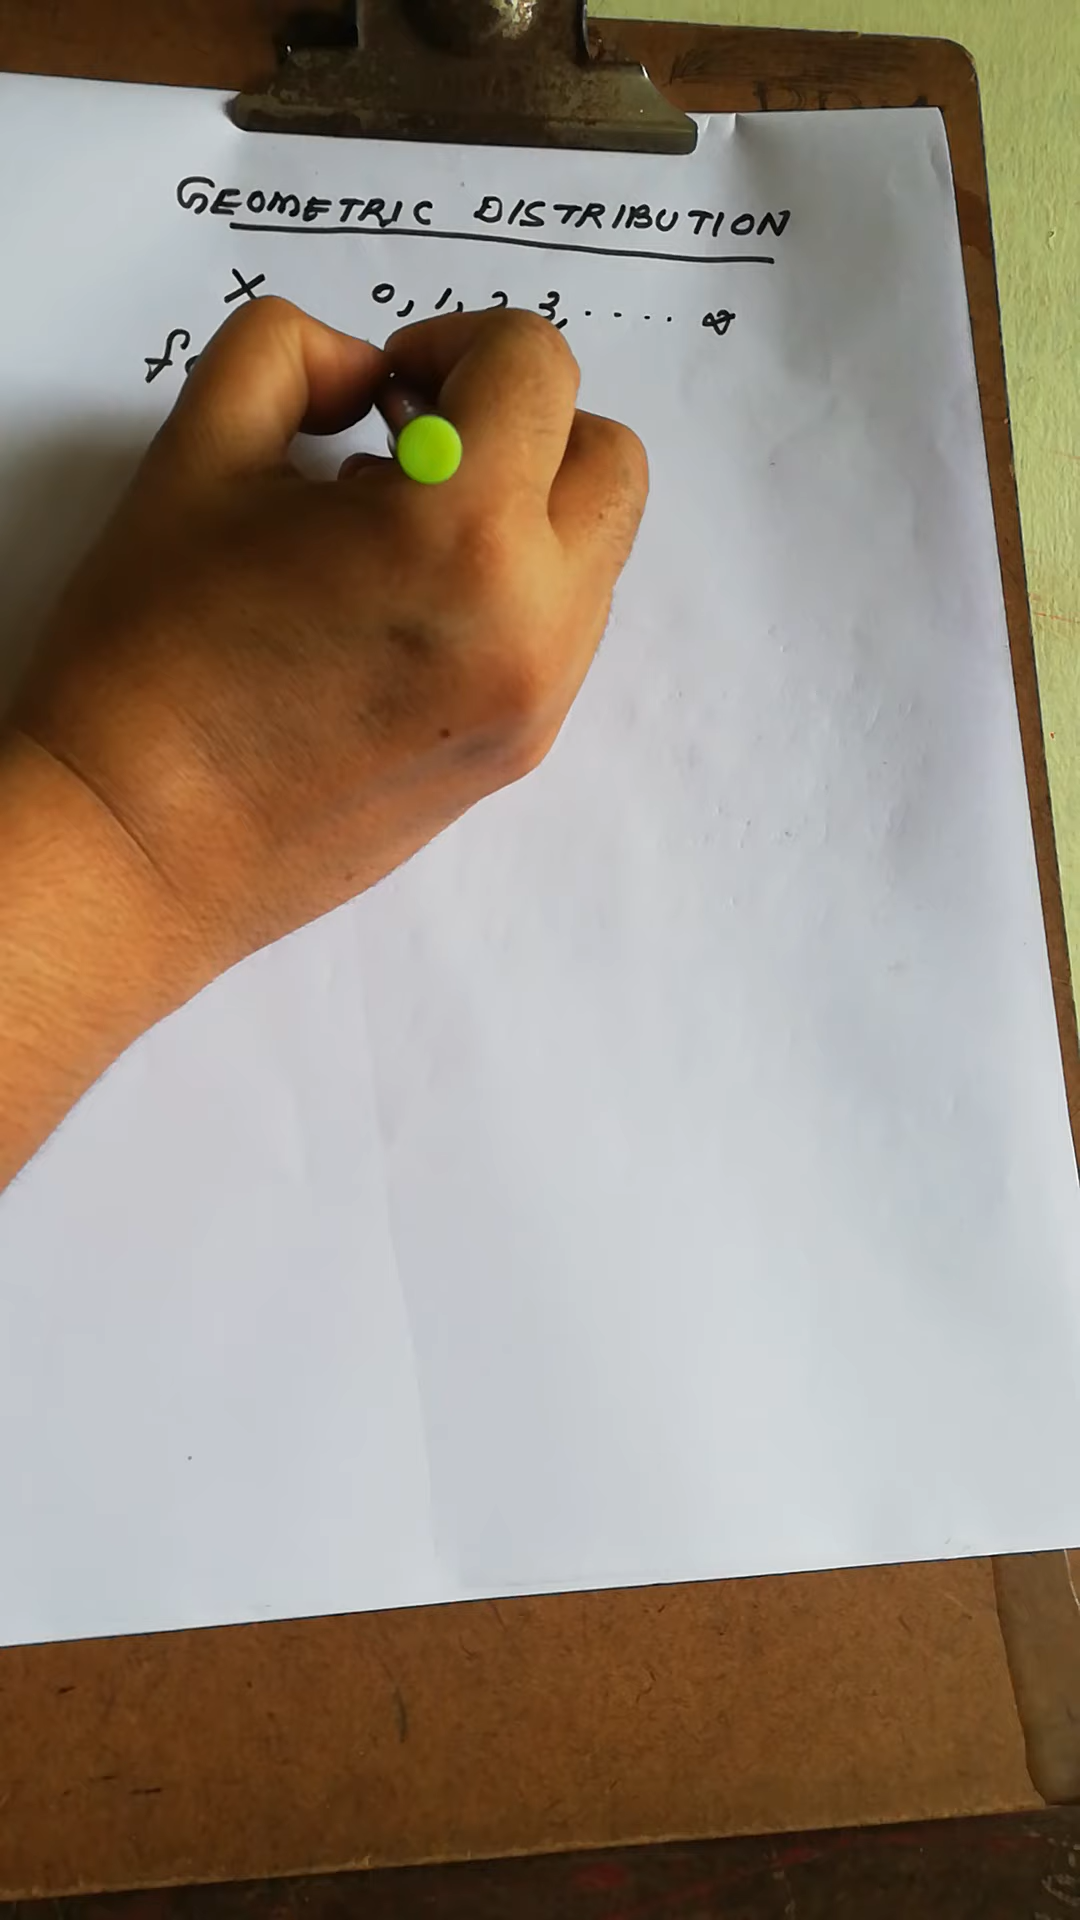 GEOMETRIC DISTRIBUTION
X 0, 1, 2, 3, ..... ∞